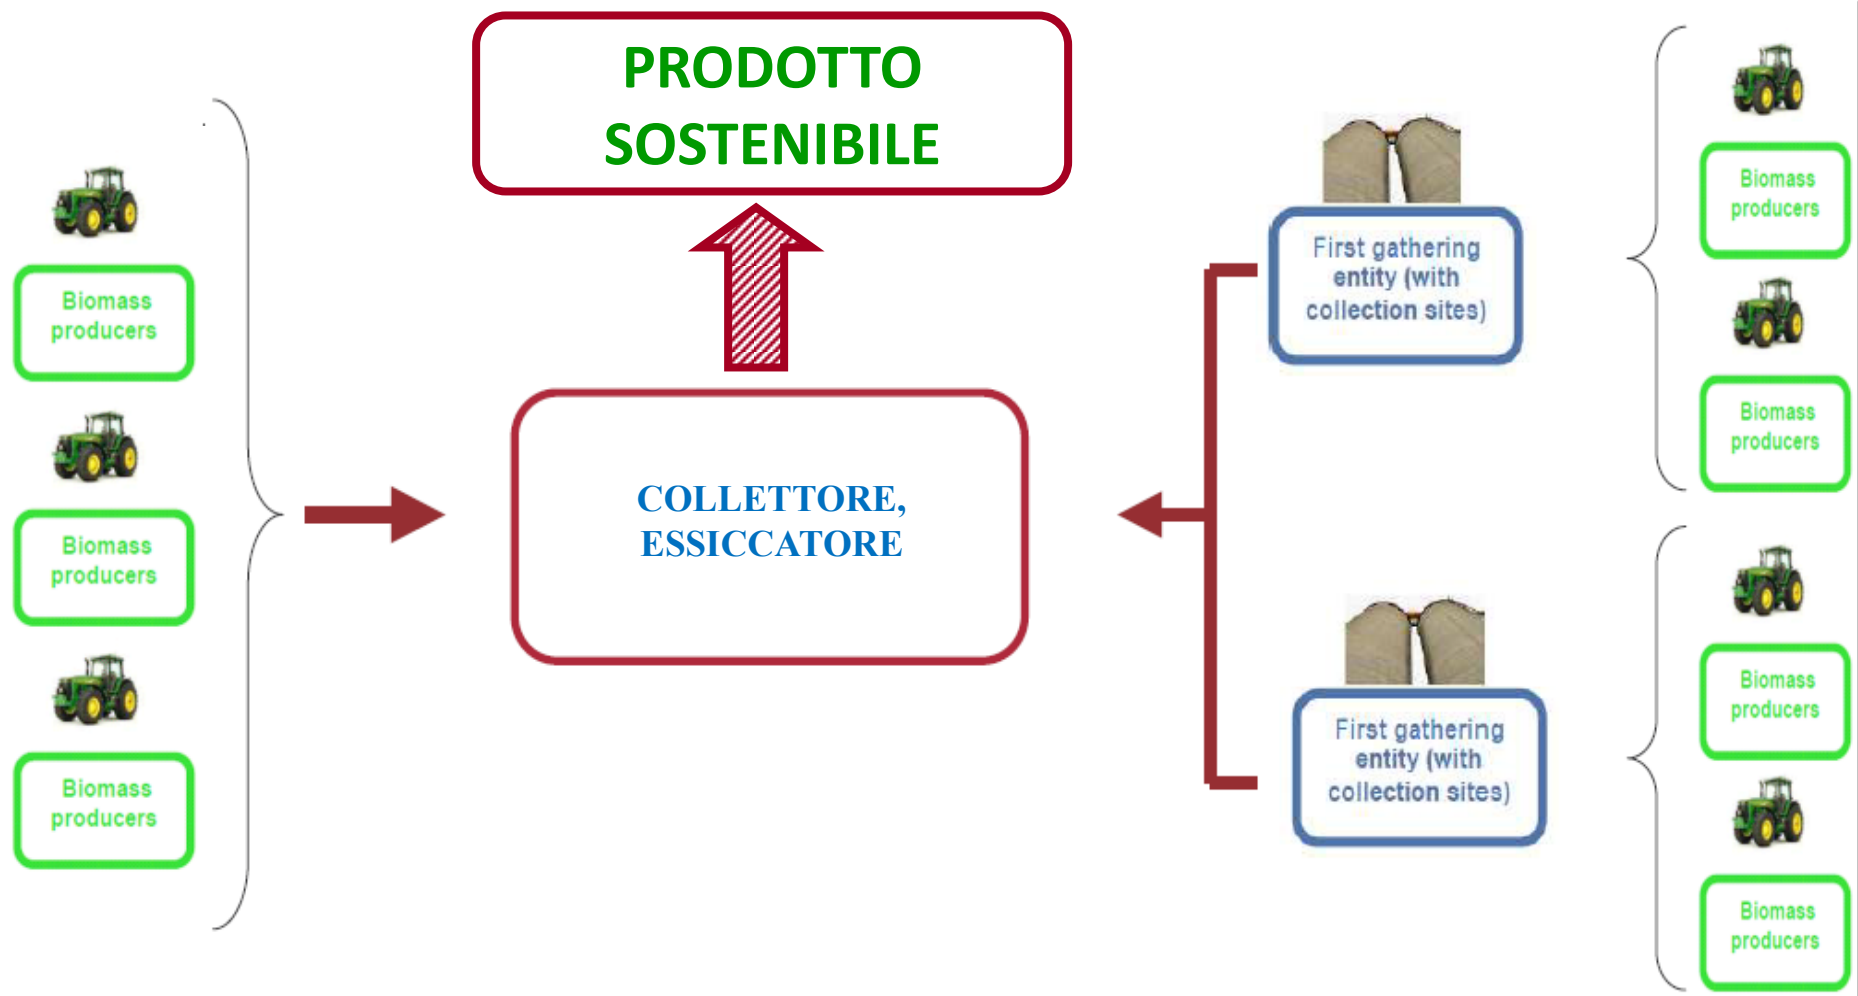 PRODOTTO
SOSTENIBILE
Biomass
producers
Biomass
producers
Biomass
producers
COLLETTORE,
ESSICCATORE
First gathering
entity (with
collection sites)
First gathering
entity (with
collection sites)
Biomass
producers
Biomass
producers
Biomass
producers
Biomass
producers